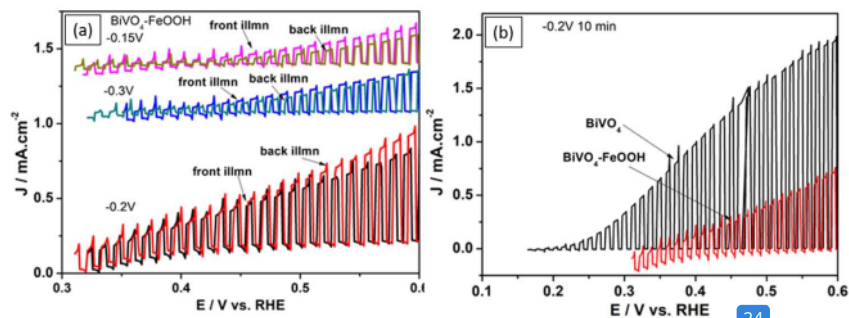 (a)
BiVO4-FeOOH
-0.15V
front illmn
back illmn
-0.3V
front illmn
back illmn
-0.2V
front illmn
back illmn
J / mA.cm-2
1.5
1.0
0.5
0.0
0.3 0.4 0.5 0.6
E / V vs. RHE
(b)
-0.2V 10 min
BiVO4
BiVO4-FeOOH
J / mA.cm-2
2.0
1.5
1.0
0.5
0.0
0.1 0.2 0.3 0.4 0.5 0.6
E / V vs. RHE
24